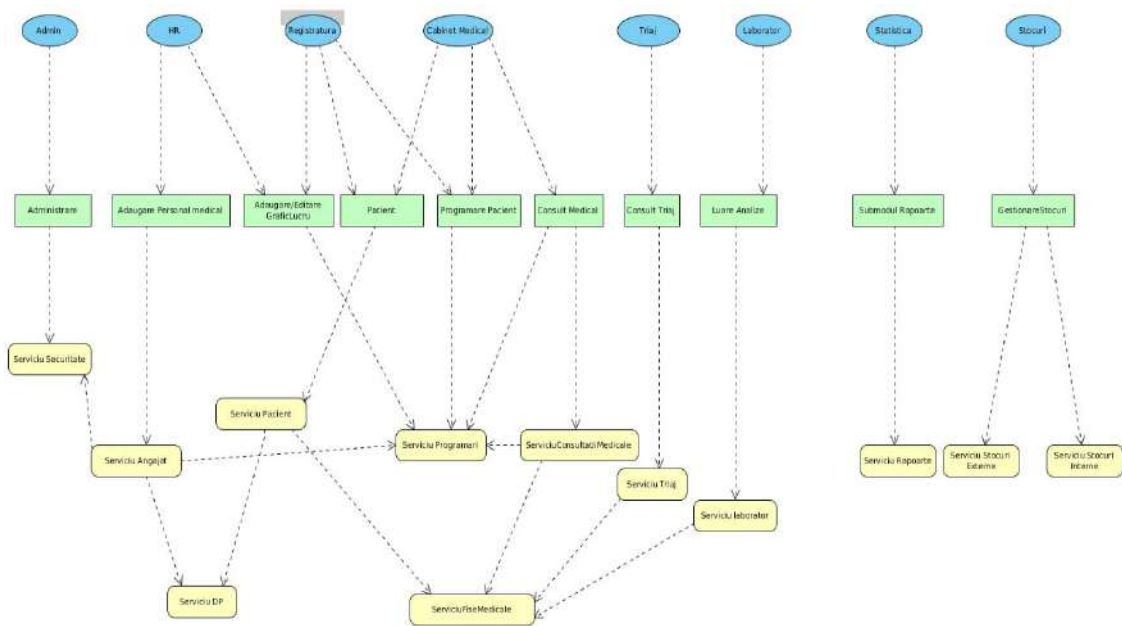 Admin
HR
Registratura
Cabinet Medical
Triaj
Laborator
Statistica
Stocuri
Administrare
Adaugare Personal medical
Adaugare/Editare
GraficLucru
Pacient
Programare Pacient
Consult Medical
Consult Triaj
Luare Analize
Submodul Rapoarte
GestionareStocuri
Serviciu Securitate
Serviciu Pacient
Serviciu Programari
ServiciuConsultatiiMedicale
Serviciu Angajat
Serviciu Rapoarte
Serviciu Stocuri
Externe
Serviciu Stocuri
Interne
Serviciu Triaj
Serviciu laborator
Serviciu DP
ServiciuFiseMedicale